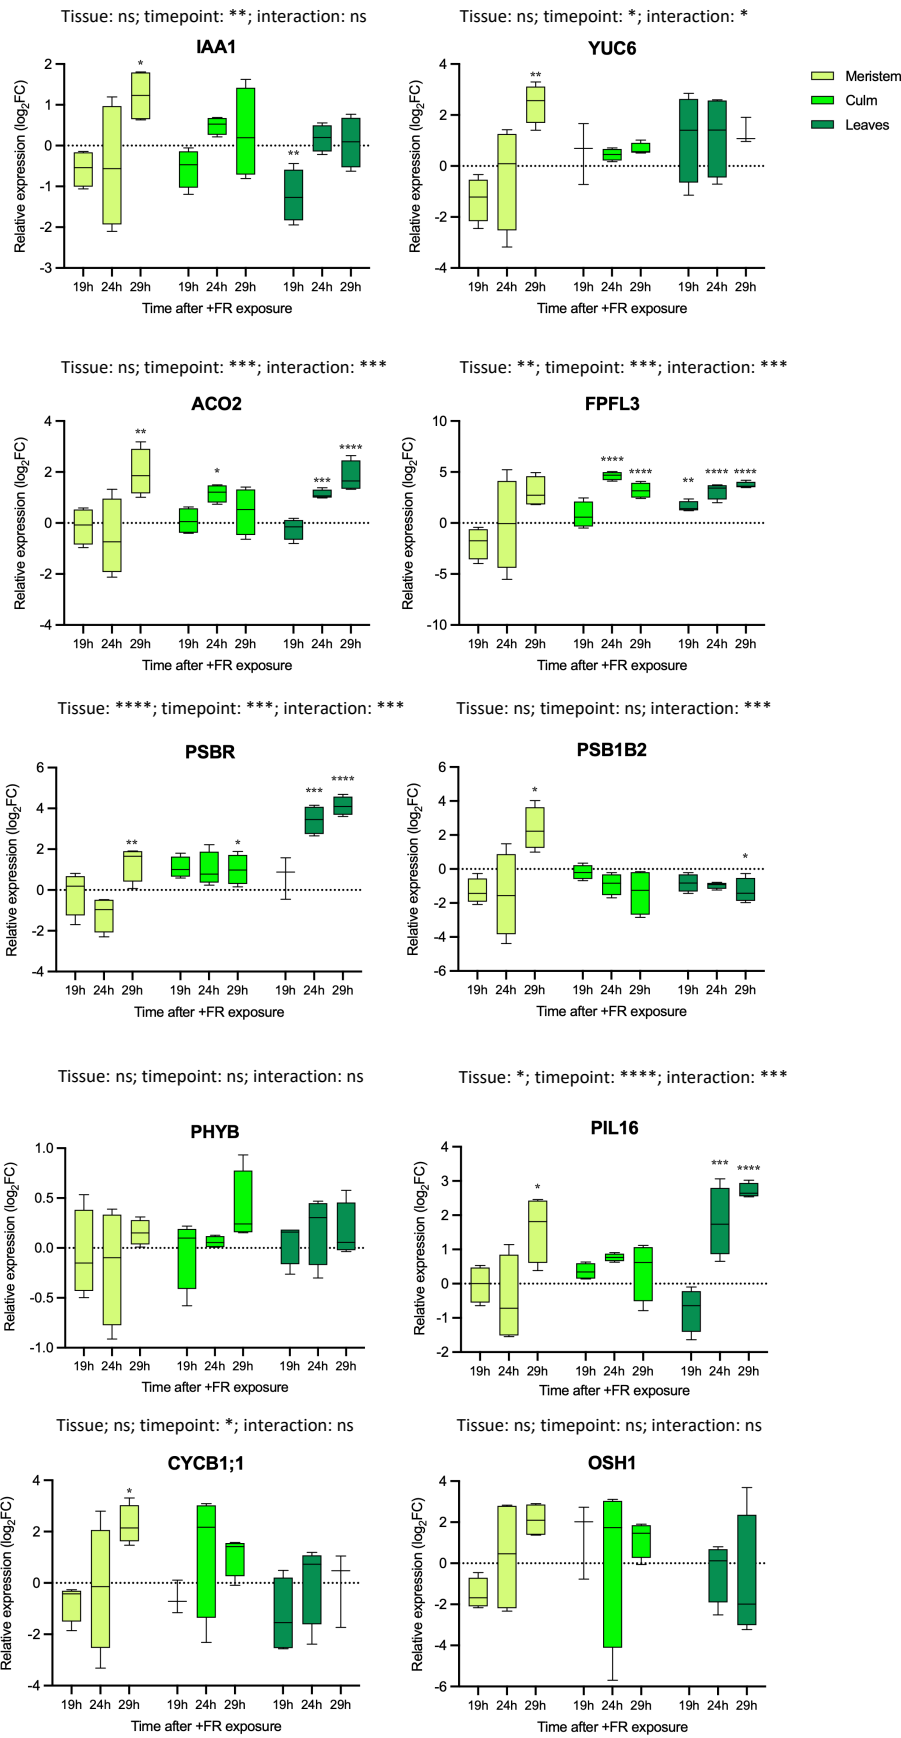 Tissue: ns; timepoint: **; interaction: ns
Tissue: ns; timepoint: *; interaction: *
IAA1
YUC6
Meristem
Culm
Leaves
Relative expression (log2FC)
2
1
0
-1
-2
-3
*
**
19h 24h 29h 19h 24h 29h 19h 24h 29h
Time after +FR exposure
Relative expression (log2FC)
4
2
0
-2
-4
**
19h 24h 29h 19h 24h 29h 19h 24h 29h
Time after +FR exposure
Tissue: ns; timepoint: ***; interaction: ***
Tissue: **; timepoint: ***; interaction: ***
ACO2
FPFL3
Relative expression (log2FC)
4
2
0
-2
-4
**
*
***
****
19h 24h 29h 19h 24h 29h 19h 24h 29h
Time after +FR exposure
Relative expression (log2FC)
10
5
0
-5
-10
****
****
**
****
****
19h 24h 29h 19h 24h 29h 19h 24h 29h
Time after +FR exposure
Tissue: ****; timepoint: ***; interaction: ***
Tissue: ns; timepoint: ns; interaction: ***
PSBR
PSB1B2
Relative expression (log2FC)
6
4
2
0
-2
-4
**
*
***
****
19h 24h 29h 19h 24h 29h 19h 24h 29h
Time after +FR exposure
Relative expression (log2FC)
6
4
2
0
-2
-4
-6
*
*
19h 24h 29h 19h 24h 29h 19h 24h 29h
Time after +FR exposure
Tissue: ns; timepoint: ns; interaction: ns
Tissue: *; timepoint: ****; interaction: ***
PHYB
PIL16
Relative expression (log2FC)
1.0
0.5
0.0
-0.5
-1.0
19h 24h 29h 19h 24h 29h 19h 24h 29h
Time after +FR exposure
Relative expression (log2FC)
4
3
2
1
0
-1
-2
*
***
****
19h 24h 29h 19h 24h 29h 19h 24h 29h
Time after +FR exposure
Tissue; ns; timepoint: *; interaction: ns
Tissue: ns; timepoint: ns; interaction: ns
CYCB1;1
OSH1
Relative expression (log2FC)
4
2
0
-2
-4
*
19h 24h 29h 19h 24h 29h 19h 24h 29h
Time after +FR exposure
Relative expression (log2FC)
4
2
0
-2
-4
-6
19h 24h 29h 19h 24h 29h 19h 24h 29h
Time after +FR exposure